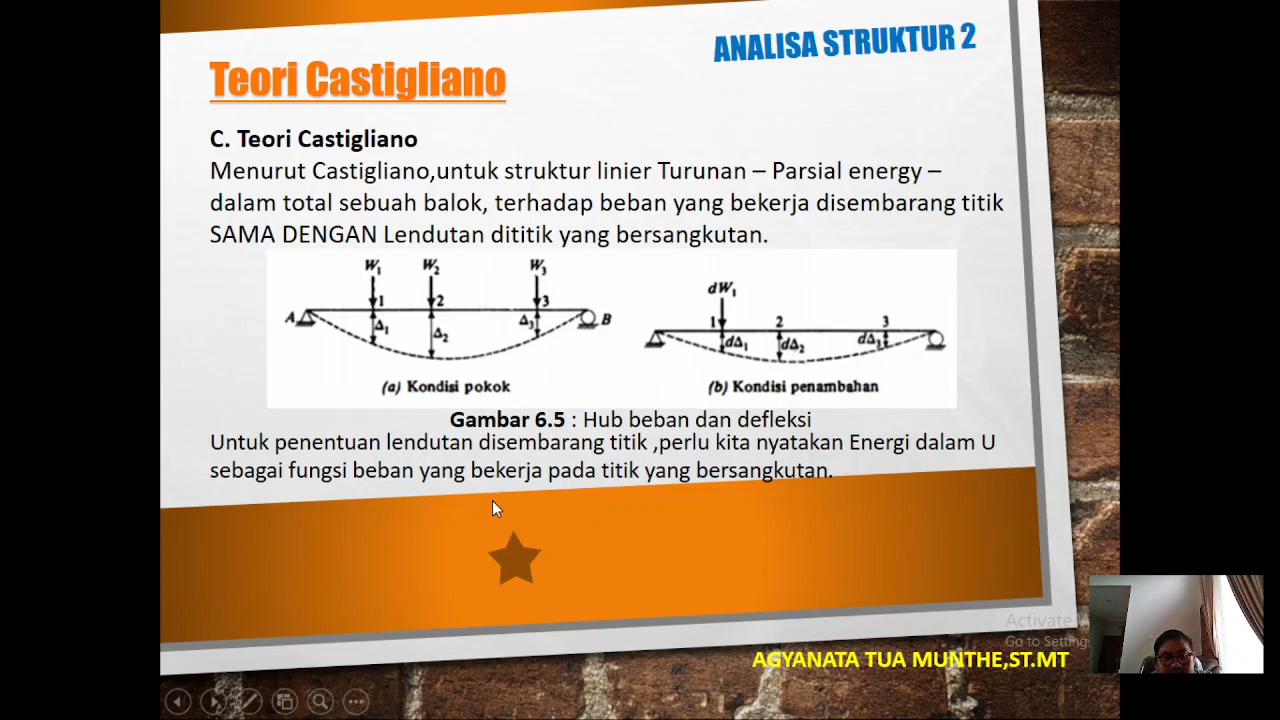 ANALISA STRUKTUR 2
Teori Castigliano
C. Teori Castigliano
Menurut Castigliano,untuk struktur linier Turunan – Parsial energy –
dalam total sebuah balok, terhadap beban yang bekerja disembarang titik
SAMA DENGAN Lendutan dititik yang bersangkutan.
W₁ W₂ W₃
1 2 3
A Δ₁ Δ₂ Δ₃ B
(a) Kondisi pokok
dW₁
1 2 3
dΔ₁ dΔ₂ dΔ₃
(b) Kondisi penambahan
Gambar 6.5 : Hub beban dan defleksi
Untuk penentuan lendutan disembarang titik ,perlu kita nyatakan Energi dalam U
sebagai fungsi beban yang bekerja pada titik yang bersangkutan.
Activate
Go to Settings
AGYANATA TUA MUNTHE,ST.MT